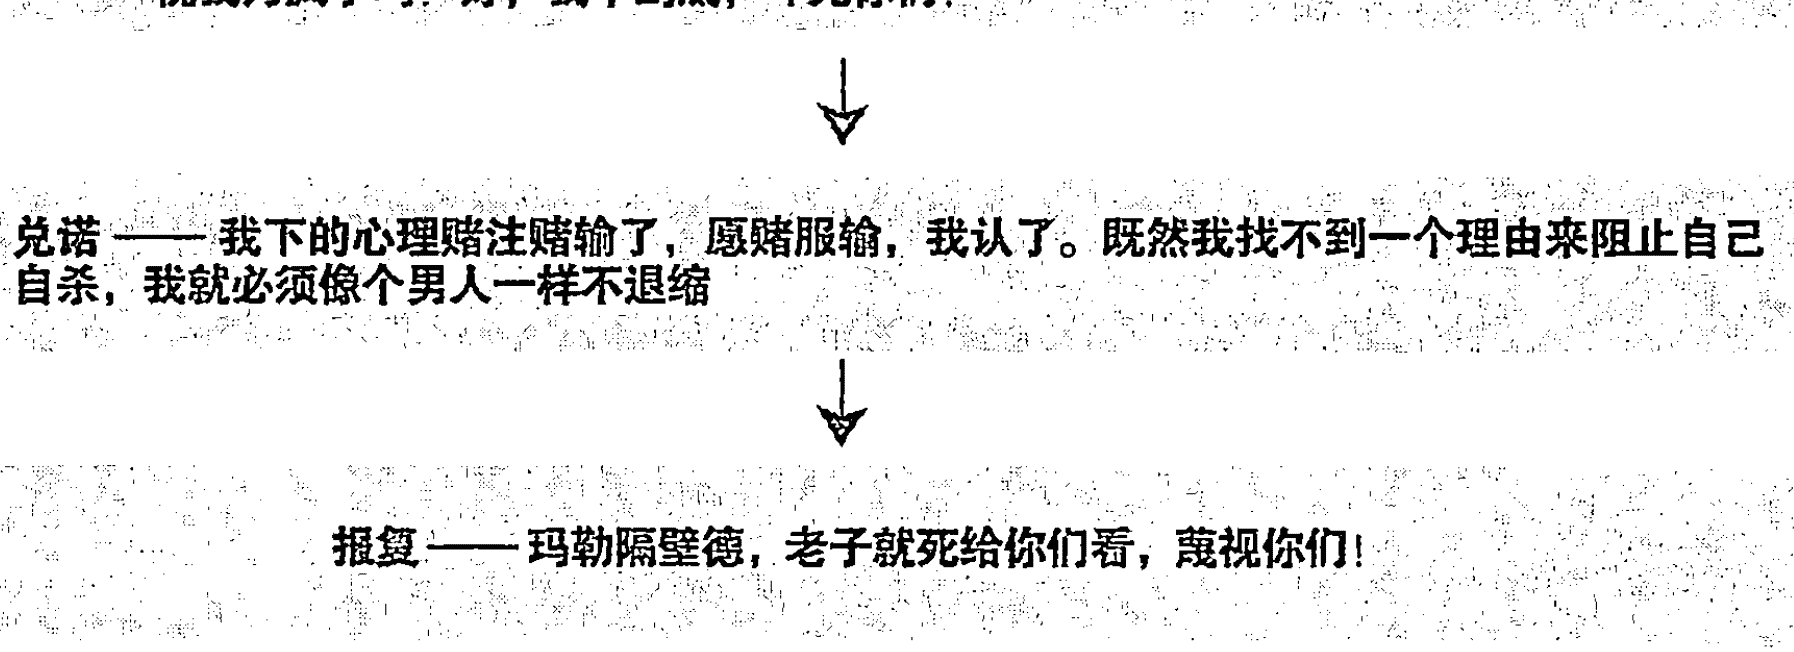 兑诺——我下的心理赌注赌输了，愿赌服输，我认了。既然我找不到一个理由来阻止自己
自杀，我就必须像个男人一样不退缩
报复——玛勒隔壁德，老子就死给你们看，蔑视你们！